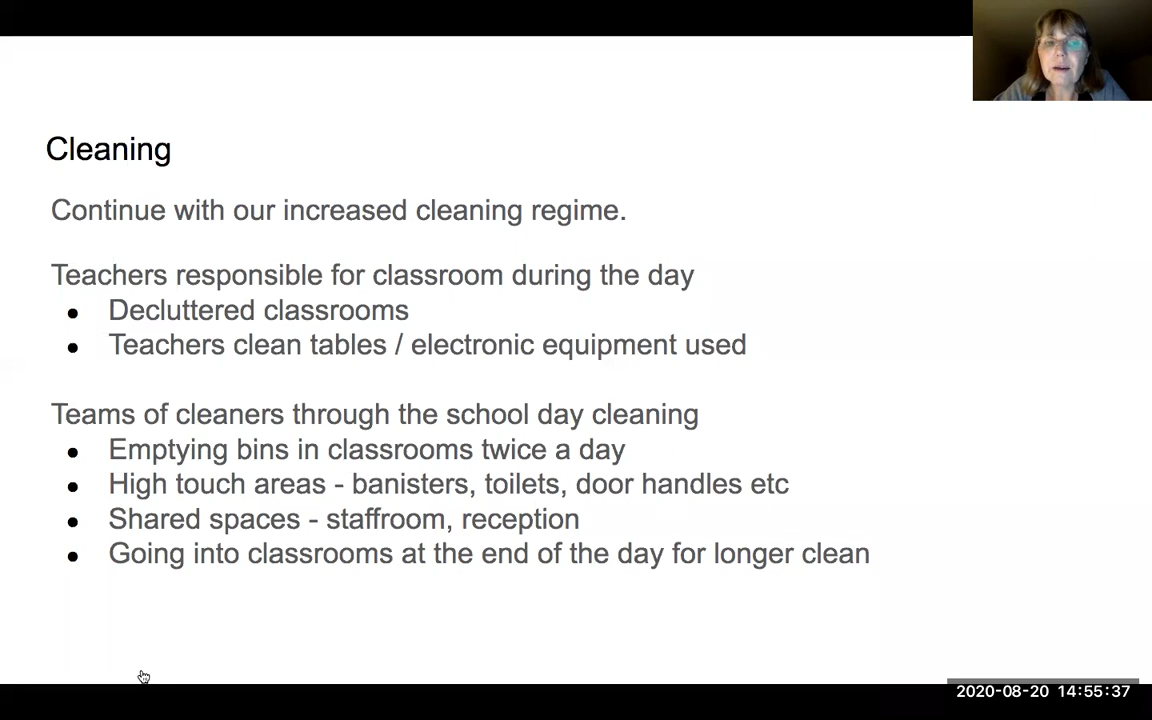 Cleaning
Continue with our increased cleaning regime.
Teachers responsible for classroom during the day
● Decluttered classrooms
● Teachers clean tables / electronic equipment used
Teams of cleaners through the school day cleaning
● Emptying bins in classrooms twice a day
● High touch areas - banisters, toilets, door handles etc
● Shared spaces - staffroom, reception
● Going into classrooms at the end of the day for longer clean
2020-08-20 14:55:37